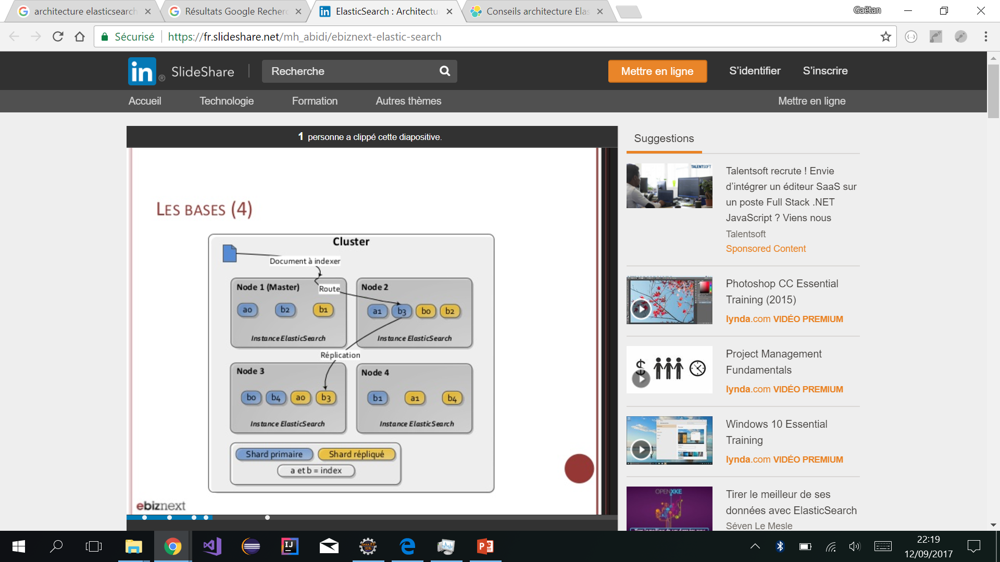 architecture elasticsearch
Résultats Google Recher
ElasticSearch : Architectu
Conseils architecture Elas
Gaëtan
Sécurisé
https://fr.slideshare.net/mh_abidi/ebiznext-elastic-search
in ® SlideShare
Recherche
Mettre en ligne
S'identifier
S'inscrire
Accueil
Technologie
Formation
Autres thèmes
Mettre en ligne
1 personne a clippé cette diapositive.
LES BASES (4)
Cluster
Document à indexer
Node 1 (Master)
Route
a0 b2 b1
Instance ElasticSearch
Node 2
a1 b3 b0 b2
Instance ElasticSearch
Réplication
Node 3
b0 b4 a0 b3
Instance ElasticSearch
Node 4
b1 a1 b4
Instance ElasticSearch
Shard primaire
Shard répliqué
a et b = index
ebiznext
Suggestions
TALENTSOFT
Talentsoft recrute ! Envie
d'intégrer un éditeur SaaS sur
un poste Full Stack .NET
JavaScript ? Viens nous
Talentsoft
Sponsored Content
Photoshop CC Essential
Training (2015)
lynda.com VIDÉO PREMIUM
Project Management
Fundamentals
lynda.com VIDÉO PREMIUM
Windows 10 Essential
Training
lynda.com VIDÉO PREMIUM
OPENXKE
Tirer le meilleur de ses
données avec ElasticSearch
Séven Le Mesle
22:19
12/09/2017